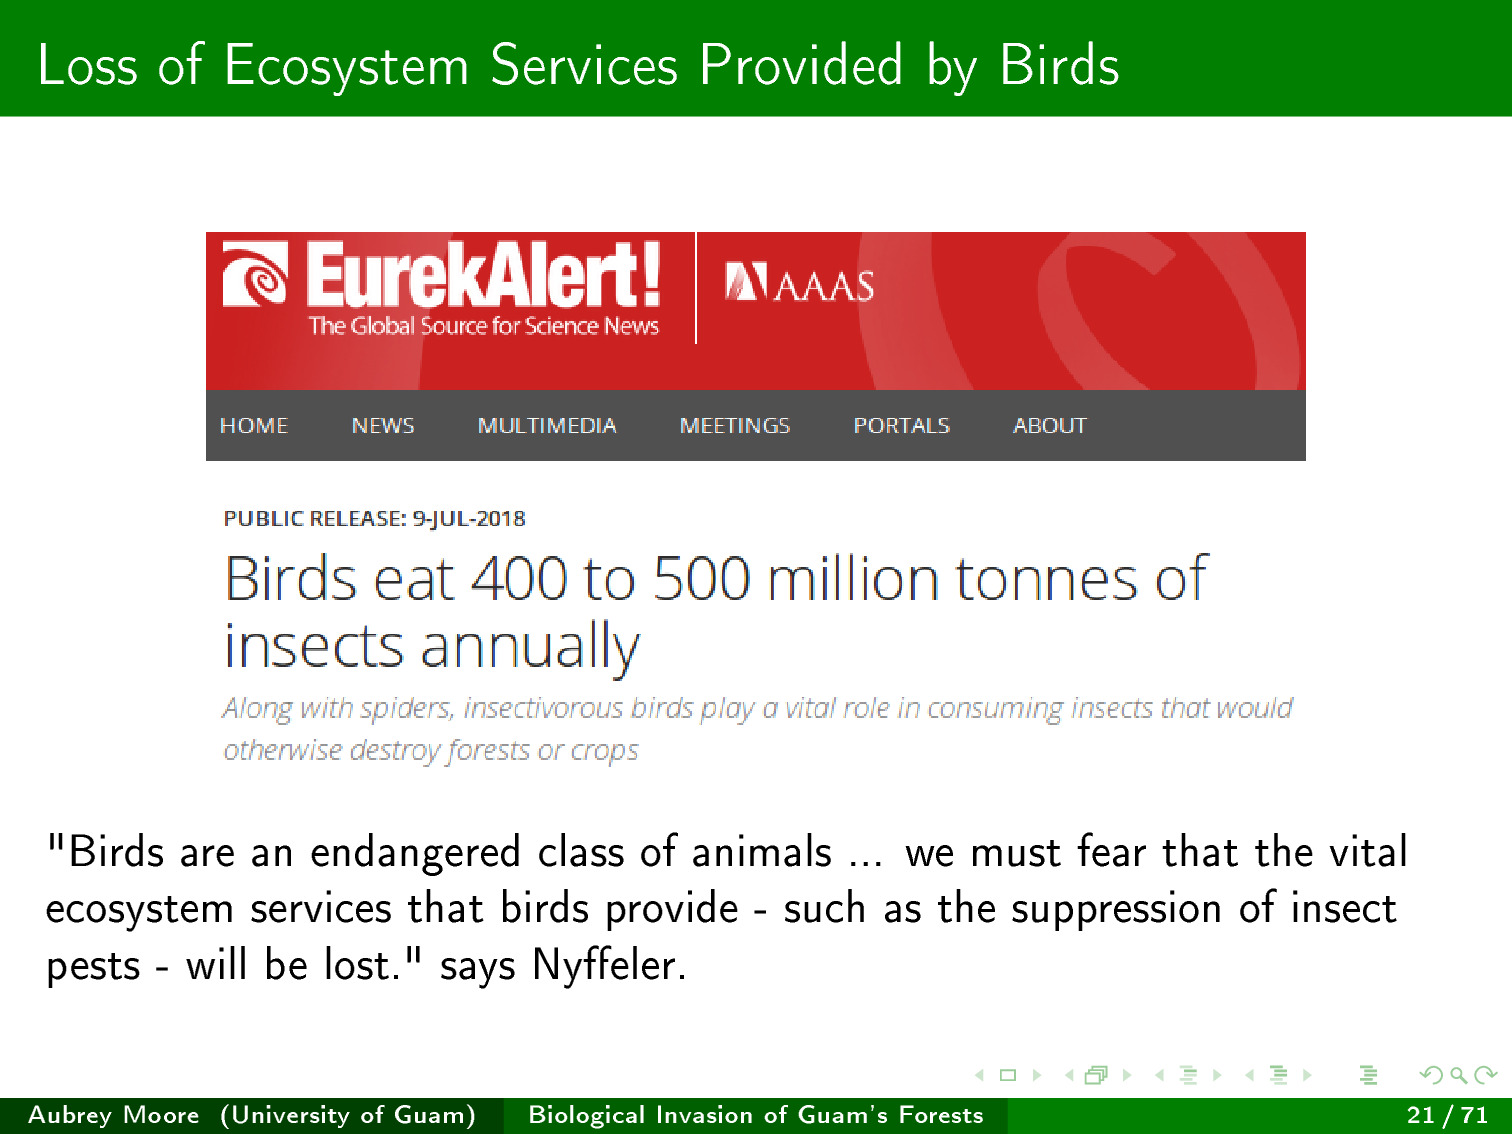 Loss of Ecosystem Services Provided by Birds
EurekAlert!
The Global Source for Science News
AAAS
HOME NEWS MULTIMEDIA MEETINGS PORTALS ABOUT
PUBLIC RELEASE: 9-JUL-2018
Birds eat 400 to 500 million tonnes of
insects annually
Along with spiders, insectivorous birds play a vital role in consuming insects that would
otherwise destroy forests or crops
"Birds are an endangered class of animals ... we must fear that the vital
ecosystem services that birds provide - such as the suppression of insect
pests - will be lost." says Nyffeler.
Aubrey Moore (University of Guam) Biological Invasion of Guam's Forests 21 / 71